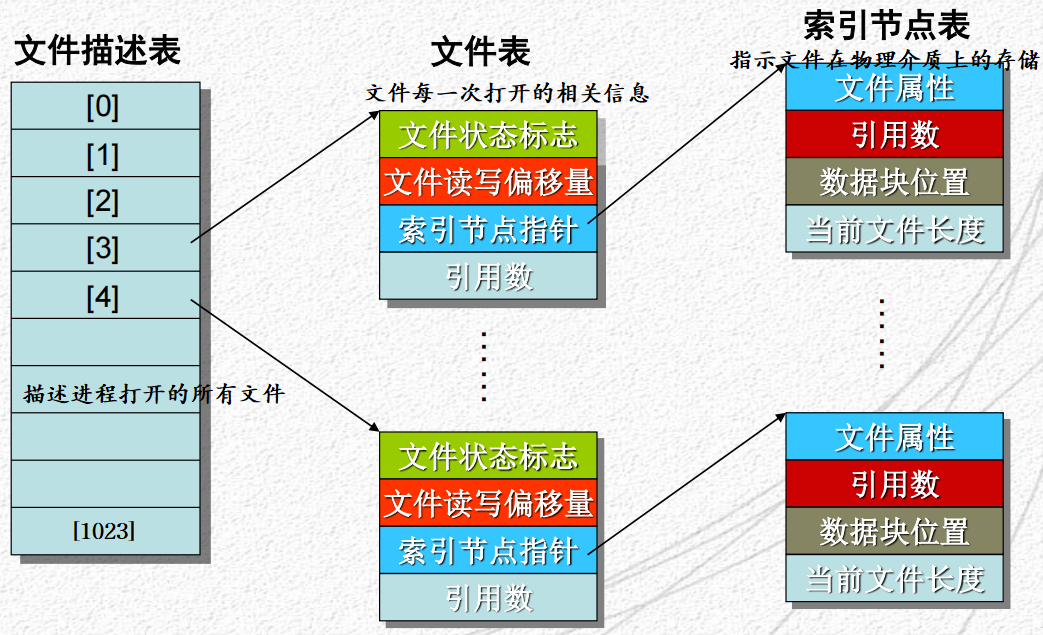 文件描述表
[0]
[1]
[2]
[3]
[4]
描述进程打开的所有文件
[1023]
文件表
文件每一次打开的相关信息
文件状态标志
文件读写偏移量
索引节点指针
引用数
文件状态标志
文件读写偏移量
索引节点指针
引用数
索引节点表
指示文件在物理介质上的存储
文件属性
引用数
数据块位置
当前文件长度
文件属性
引用数
数据块位置
当前文件长度